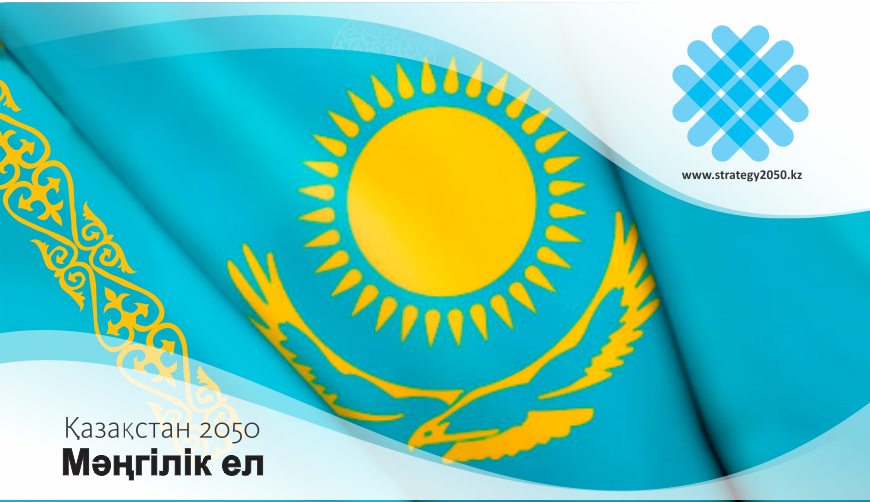 www.strategy2050.kz
Қазақстан 2050
Мәңгілік ел